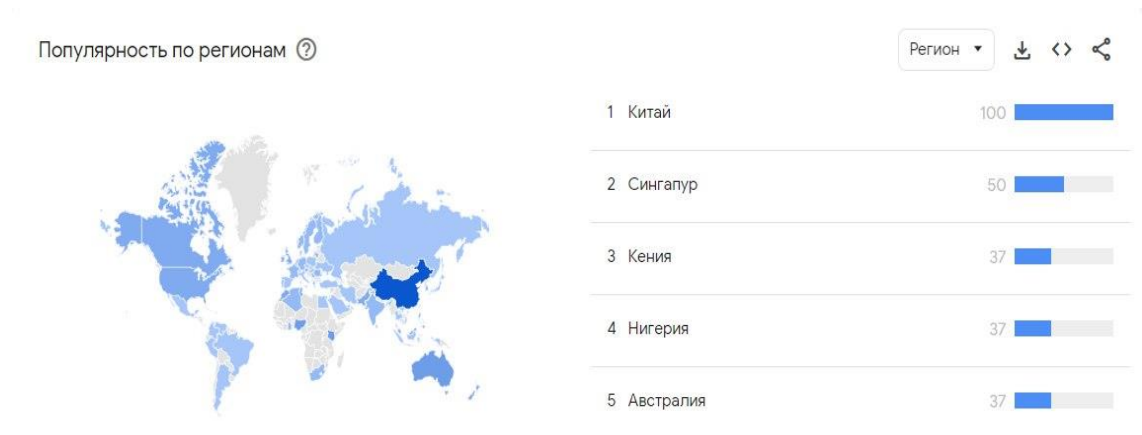 Популярность по регионам
Регион
1 Китай 100
2 Сингапур 50
3 Кения 37
4 Нигерия 37
5 Австралия 37